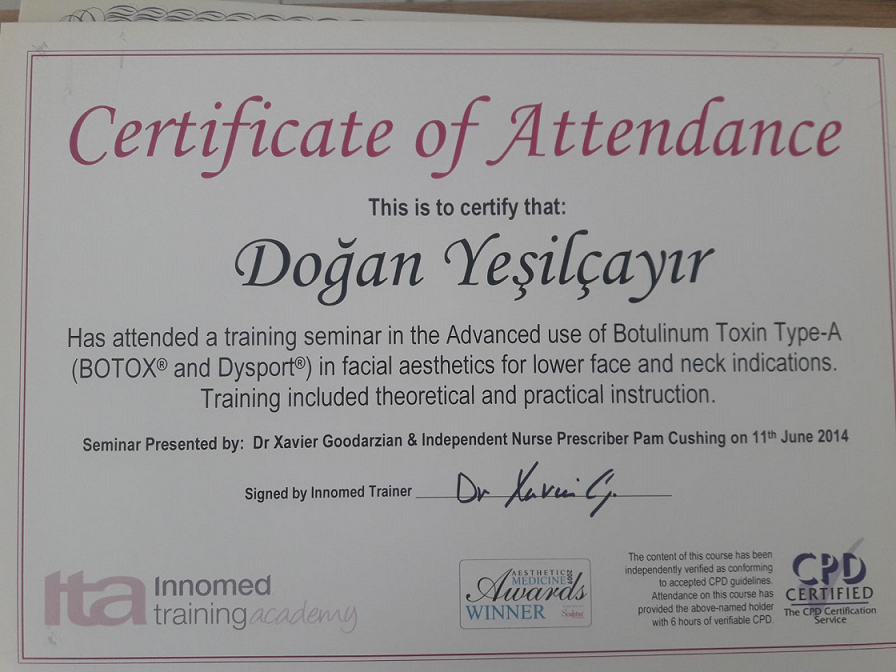 Certificate of Attendance
This is to certify that:
Doğan Yeşilçayır
Has attended a training seminar in the Advanced use of Botulinum Toxin Type-A
(BOTOX® and Dysport®) in facial aesthetics for lower face and neck indications.
Training included theoretical and practical instruction.
Seminar Presented by: Dr Xavier Goodarzian & Independent Nurse Prescriber Pam Cushing on 11th June 2014
Signed by Innomed Trainer Dr Xavier G.
ita Innomed
training academy
AESTHETIC
MEDICINE 2009
Awards
WINNER
The content of this course has been
independently verified as conforming
to accepted CPD guidelines.
Attendance on this course has
provided the above-named holder
with 6 hours of verifiable CPD.
CPD
CERTIFIED
The CPD Certification
Service